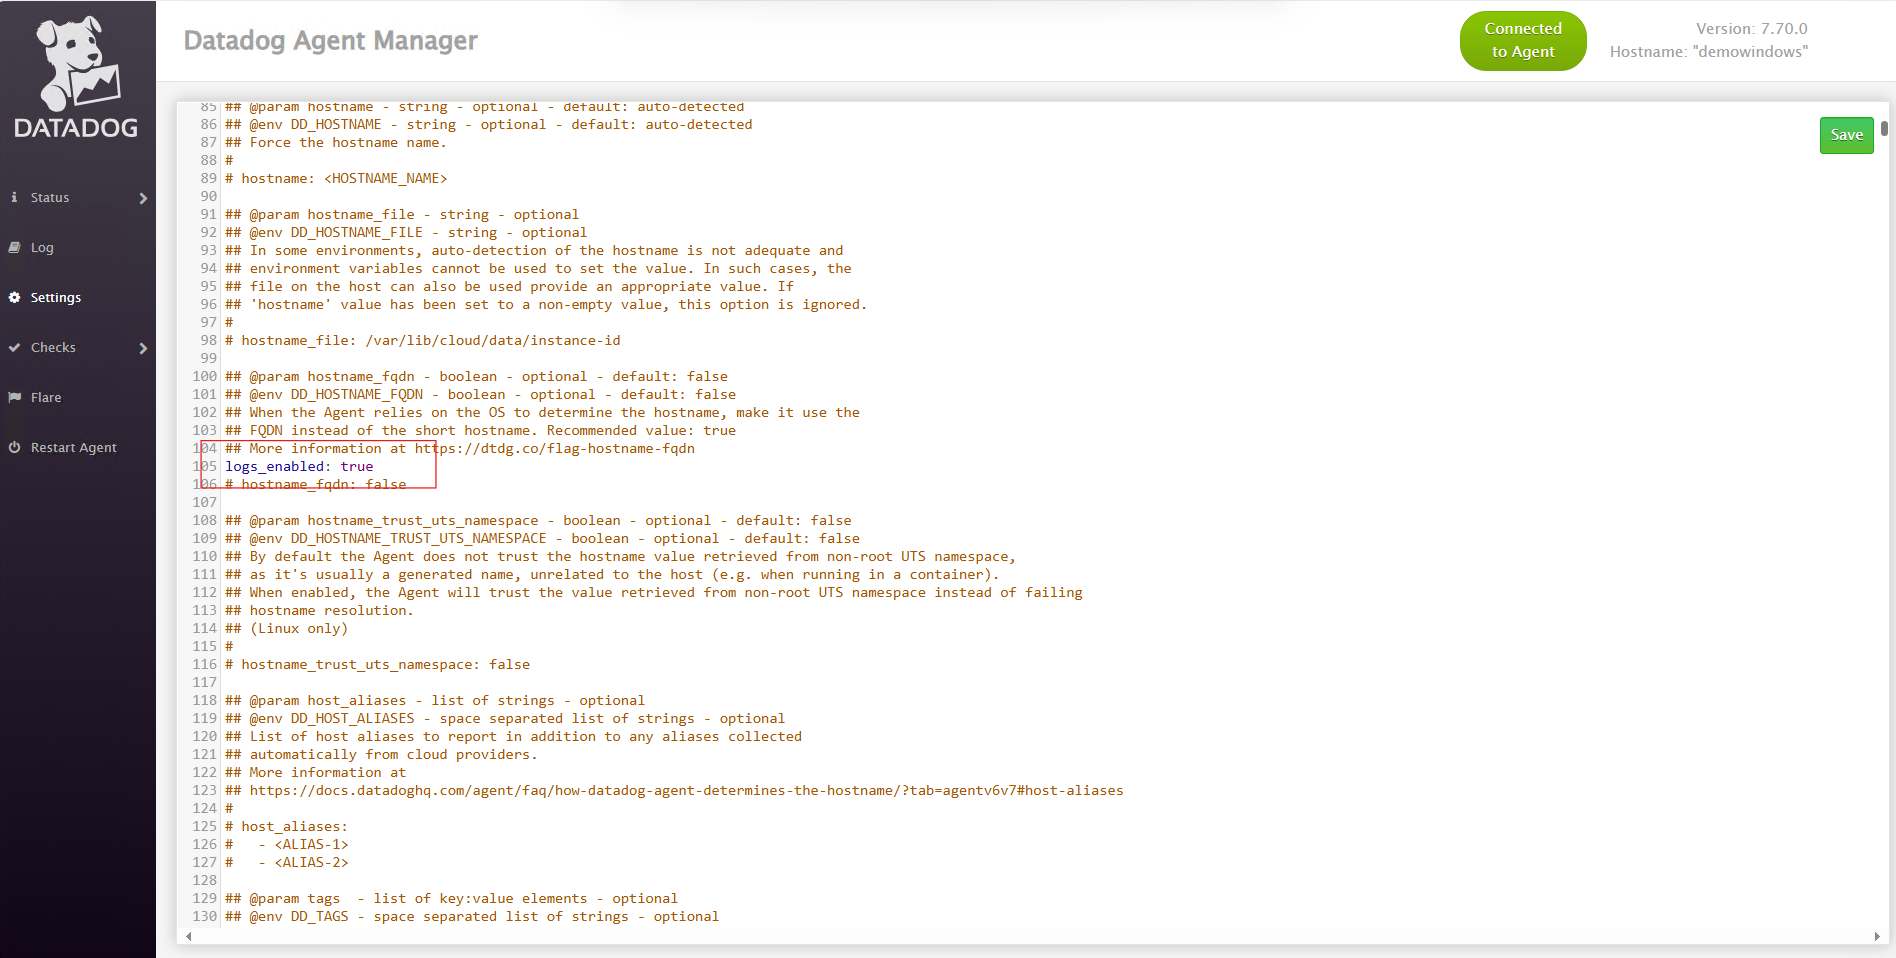 DATADOG
Datadog Agent Manager
Connected
to Agent
Version: 7.70.0
Hostname: "demowindows"
Status
Log
Settings
Checks
Flare
Restart Agent
Save
85 ## @param hostname - string - optional - default: auto-detected
86 ## @env DD_HOSTNAME - string - optional - default: auto-detected
87 ## Force the hostname name.
88 #
89 # hostname: <HOSTNAME_NAME>
90
91 ## @param hostname_file - string - optional
92 ## @env DD_HOSTNAME_FILE - string - optional
93 ## In some environments, auto-detection of the hostname is not adequate and
94 ## environment variables cannot be used to set the value. In such cases, the
95 ## file on the host can also be used provide an appropriate value. If
96 ## 'hostname' value has been set to a non-empty value, this option is ignored.
97 #
98 # hostname_file: /var/lib/cloud/data/instance-id
99
100 ## @param hostname_fqdn - boolean - optional - default: false
101 ## @env DD_HOSTNAME_FQDN - boolean - optional - default: false
102 ## When the Agent relies on the OS to determine the hostname, make it use the
103 ## FQDN instead of the short hostname. Recommended value: true
104 ## More information at https://dtdg.co/flag-hostname-fqdn
105 logs_enabled: true
106 # hostname_fqdn: false
107
108 ## @param hostname_trust_uts_namespace - boolean - optional - default: false
109 ## @env DD_HOSTNAME_TRUST_UTS_NAMESPACE - boolean - optional - default: false
110 ## By default the Agent does not trust the hostname value retrieved from non-root UTS namespace,
111 ## as it's usually a generated name, unrelated to the host (e.g. when running in a container).
112 ## When enabled, the Agent will trust the value retrieved from non-root UTS namespace instead of failing
113 ## hostname resolution.
114 ## (Linux only)
115 #
116 # hostname_trust_uts_namespace: false
117
118 ## @param host_aliases - list of strings - optional
119 ## @env DD_HOST_ALIASES - space separated list of strings - optional
120 ## List of host aliases to report in addition to any aliases collected
121 ## automatically from cloud providers.
122 ## More information at
123 ## https://docs.datadoghq.com/agent/faq/how-datadog-agent-determines-the-hostname/?tab=agentv6v7#host-aliases
124 #
125 # host_aliases:
126 #   - <ALIAS-1>
127 #   - <ALIAS-2>
128
129 ## @param tags  - list of key:value elements - optional
130 ## @env DD_TAGS - space separated list of strings - optional